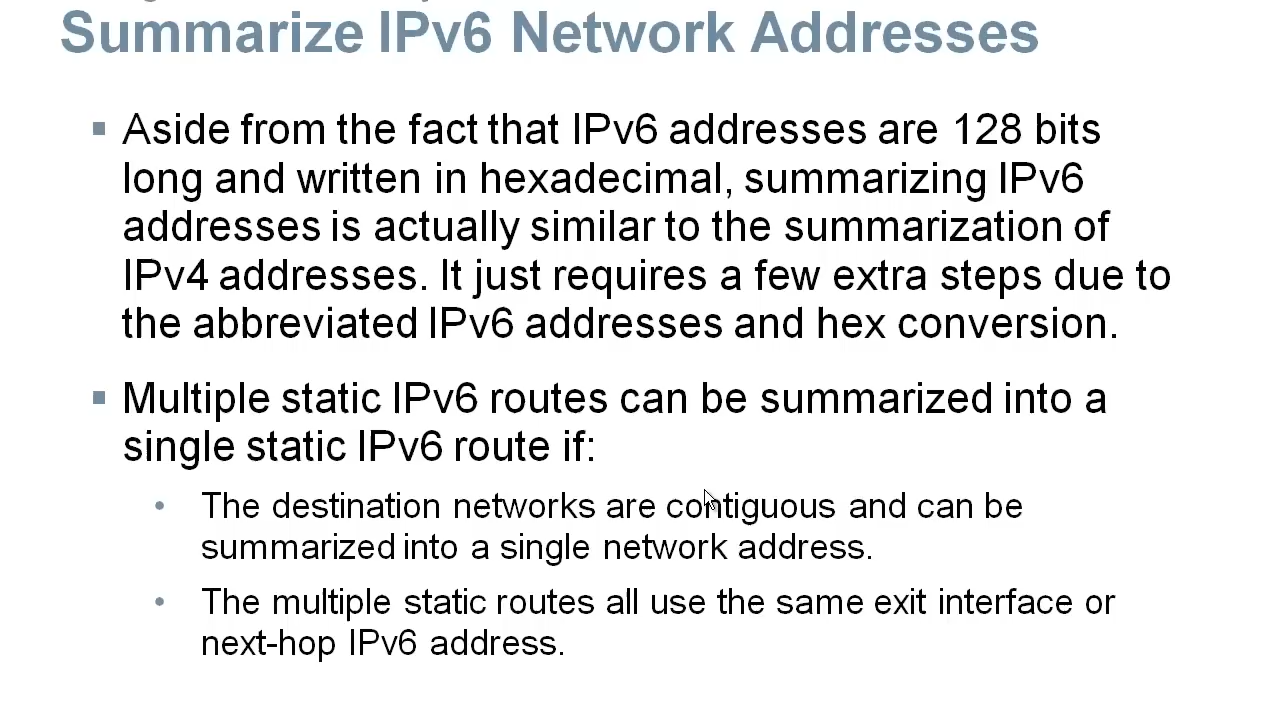 Summarize IPv6 Network Addresses
▪ Aside from the fact that IPv6 addresses are 128 bits
long and written in hexadecimal, summarizing IPv6
addresses is actually similar to the summarization of
IPv4 addresses. It just requires a few extra steps due to
the abbreviated IPv6 addresses and hex conversion.
▪ Multiple static IPv6 routes can be summarized into a
single static IPv6 route if:
• The destination networks are contiguous and can be
summarized into a single network address.
• The multiple static routes all use the same exit interface or
next-hop IPv6 address.